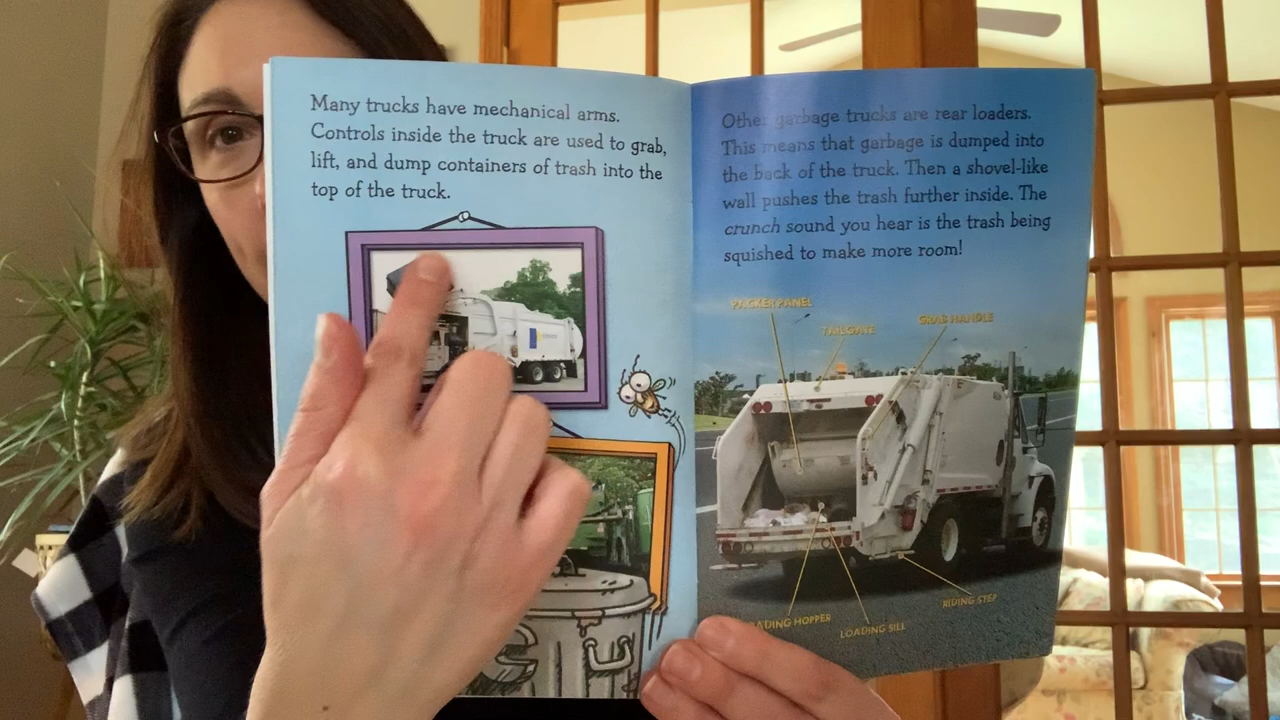 Many trucks have mechanical arms.
Controls inside the truck are used to grab,
lift, and dump containers of trash into the
top of the truck.
Other garbage trucks are rear loaders.
This means that garbage is dumped into
the back of the truck. Then a shovel-like
wall pushes the trash further inside. The
crunch sound you hear is the trash being
squished to make more room!
PACKER PANEL
TAILGATE
GRAB HANDLE
RIDING STEP
ADING HOPPER
LOADING SILL